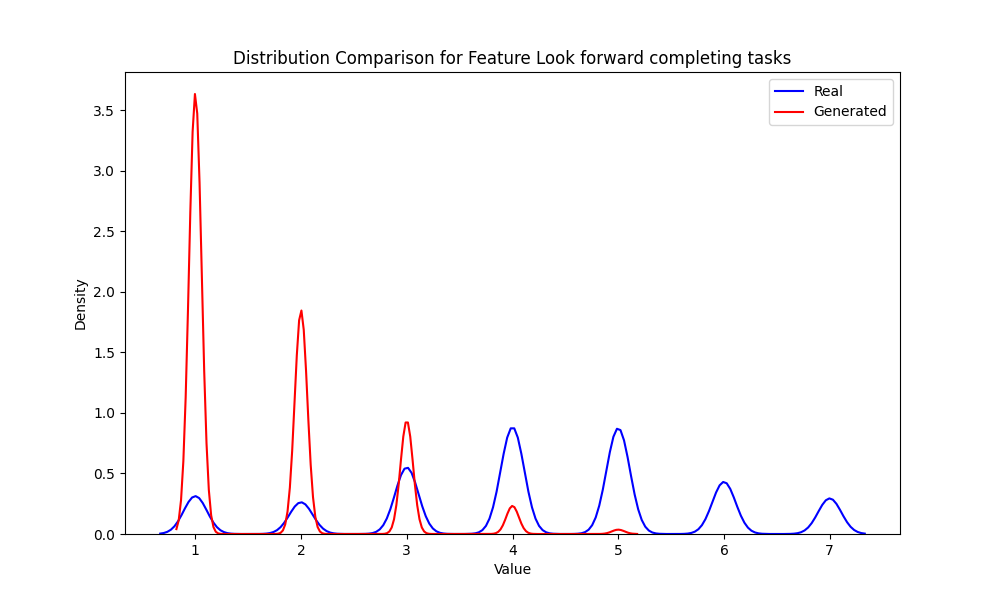 Distribution Comparison for Feature Look forward completing tasks
Real
Generated
3.5
3.0
2.5
2.0
1.5
1.0
0.5
0.0
Density
1 2 3 4 5 6 7
Value